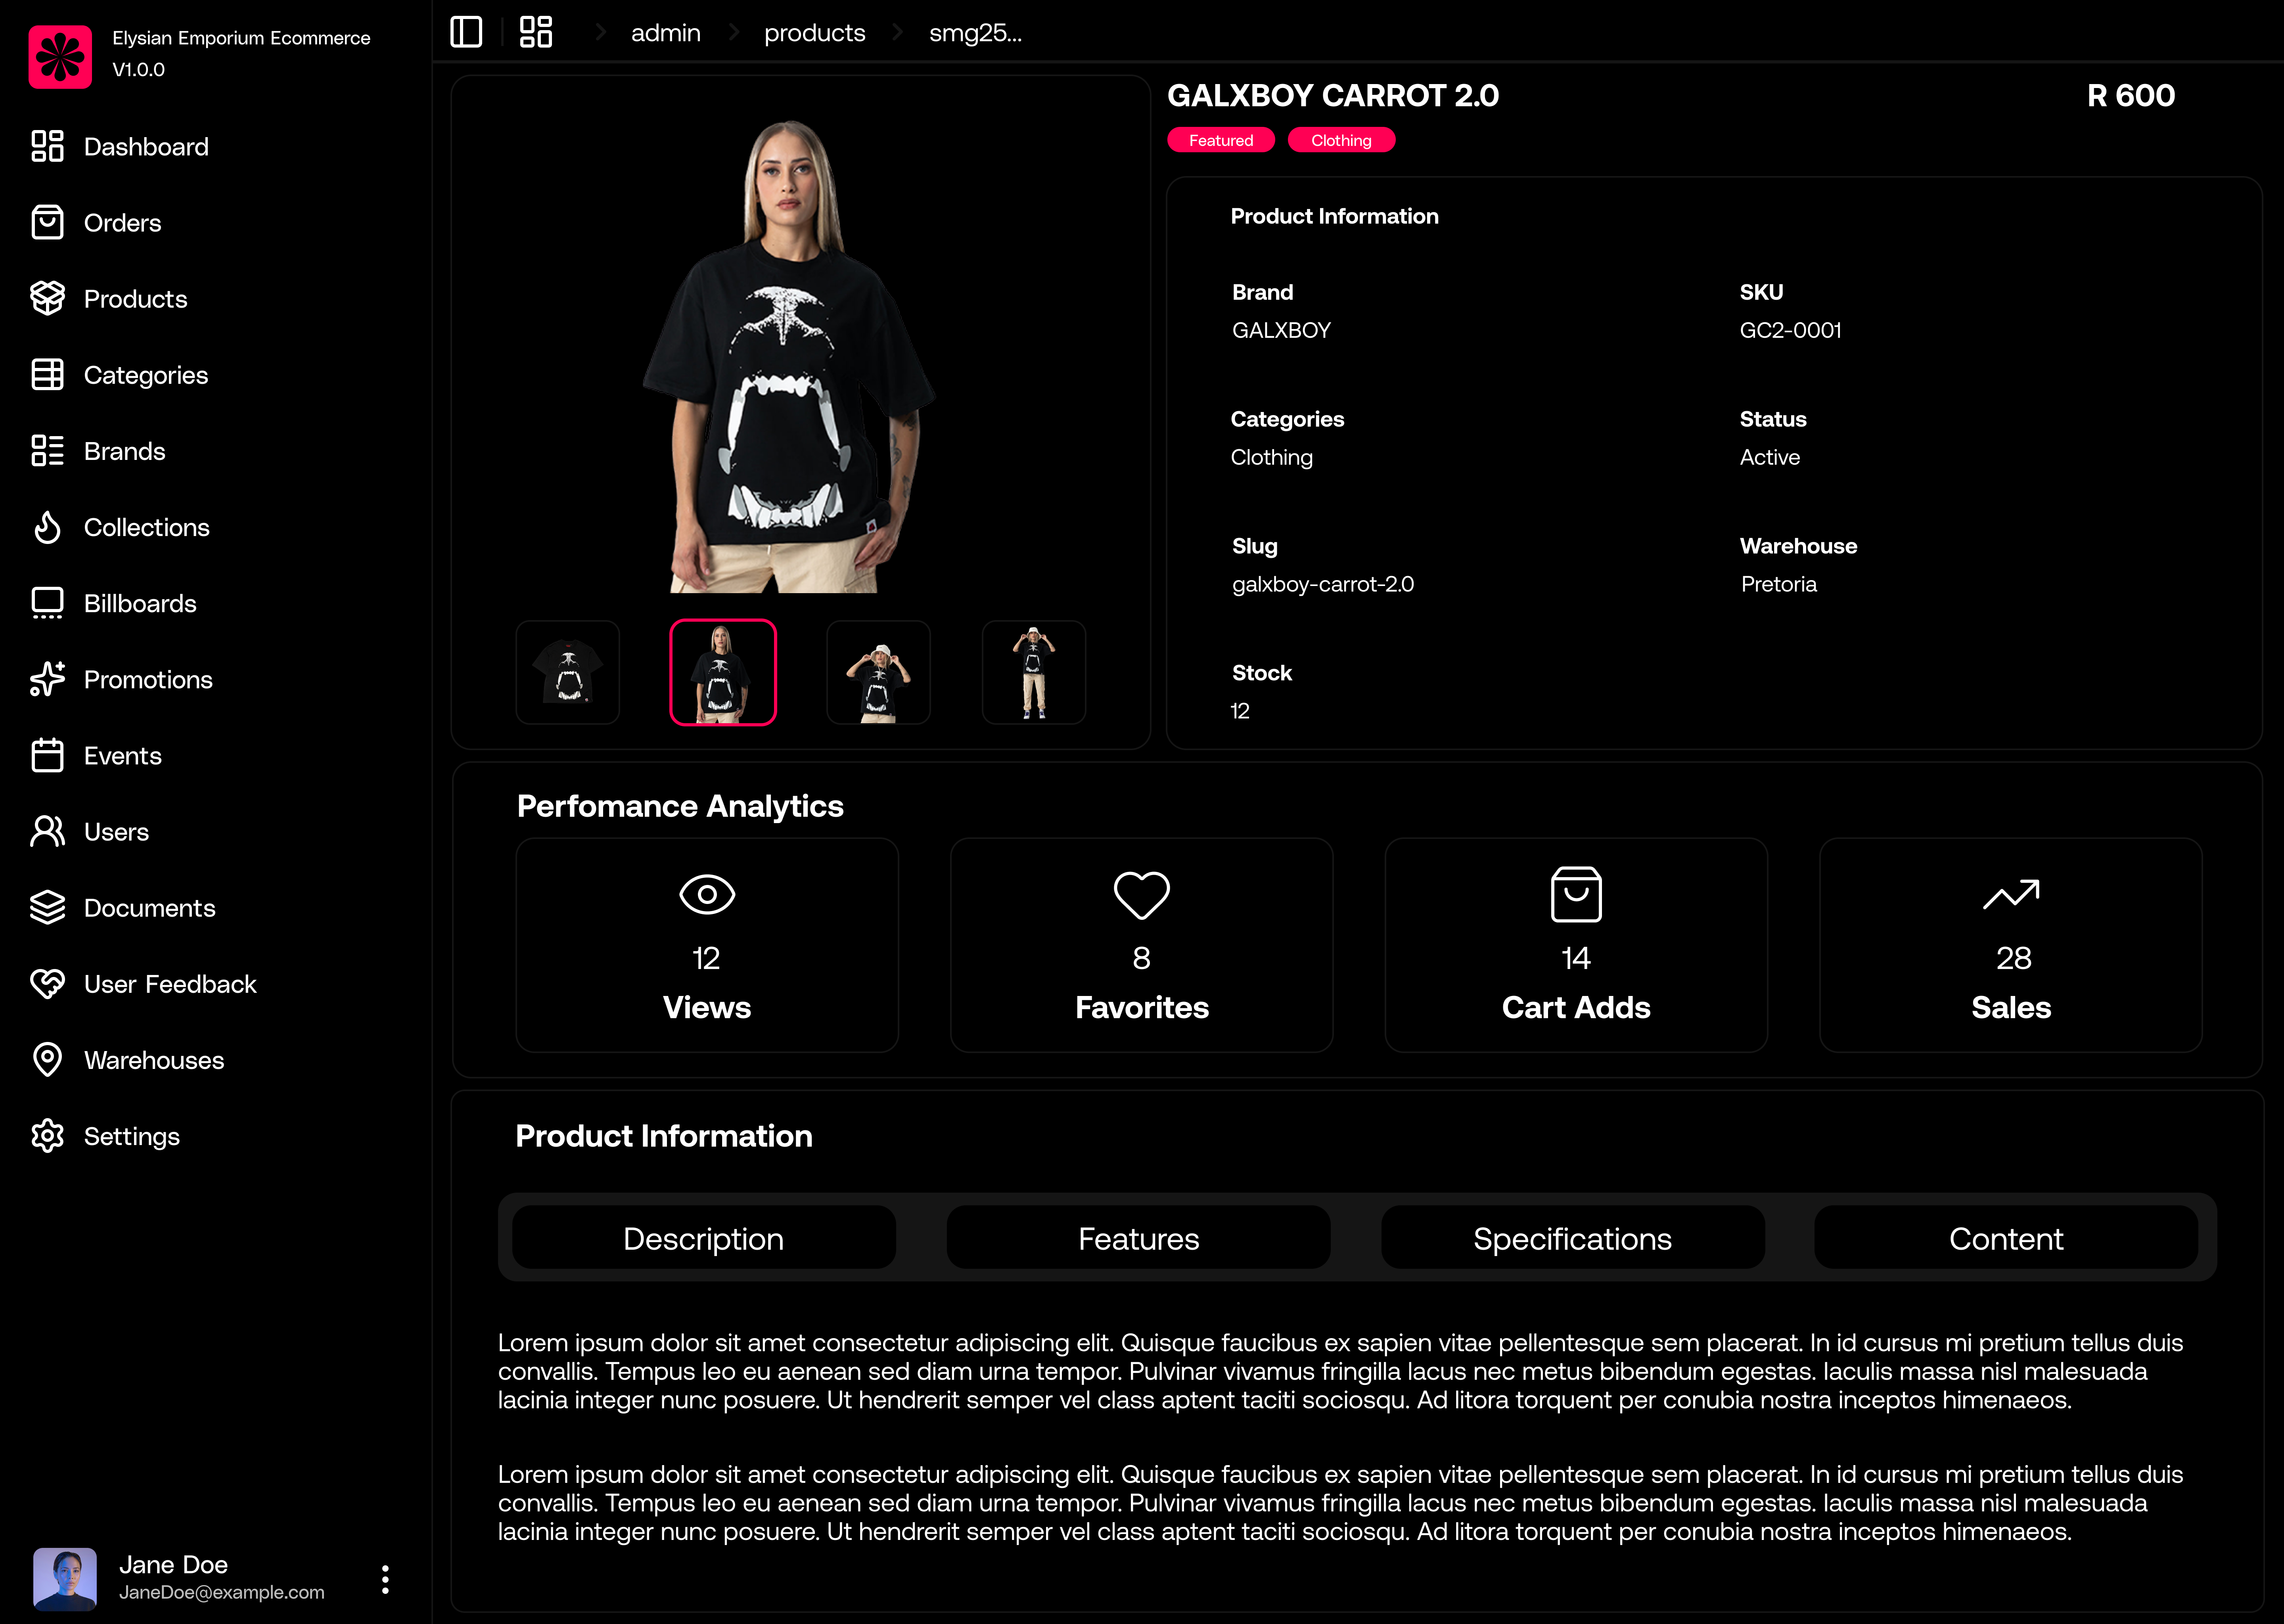 Elysian Emporium Ecommerce
V1.0.0
Dashboard
Orders
Products
Categories
Brands
Collections
Billboards
Promotions
Events
Users
Documents
User Feedback
Warehouses
Settings
Jane Doe
JaneDoe@example.com
admin
products
smg25...
GALXBOY CARROT 2.0
R 600
Featured
Clothing
Product Information
Brand
GALXBOY
SKU
GC2-0001
Categories
Clothing
Status
Active
Slug
galxboy-carrot-2.0
Warehouse
Pretoria
Stock
12
Perfomance Analytics
12
Views
8
Favorites
14
Cart Adds
28
Sales
Product Information
Description
Features
Specifications
Content
Lorem ipsum dolor sit amet consectetur adipiscing elit. Quisque faucibus ex sapien vitae pellentesque sem placerat. In id cursus mi pretium tellus duis
convallis. Tempus leo eu aenean sed diam urna tempor. Pulvinar vivamus fringilla lacus nec metus bibendum egestas. Iaculis massa nisl malesuada
lacinia integer nunc posuere. Ut hendrerit semper vel class aptent taciti sociosqu. Ad litora torquent per conubia nostra inceptos himenaeos.
Lorem ipsum dolor sit amet consectetur adipiscing elit. Quisque faucibus ex sapien vitae pellentesque sem placerat. In id cursus mi pretium tellus duis
convallis. Tempus leo eu aenean sed diam urna tempor. Pulvinar vivamus fringilla lacus nec metus bibendum egestas. Iaculis massa nisl malesuada
lacinia integer nunc posuere. Ut hendrerit semper vel class aptent taciti sociosqu. Ad litora torquent per conubia nostra inceptos himenaeos.